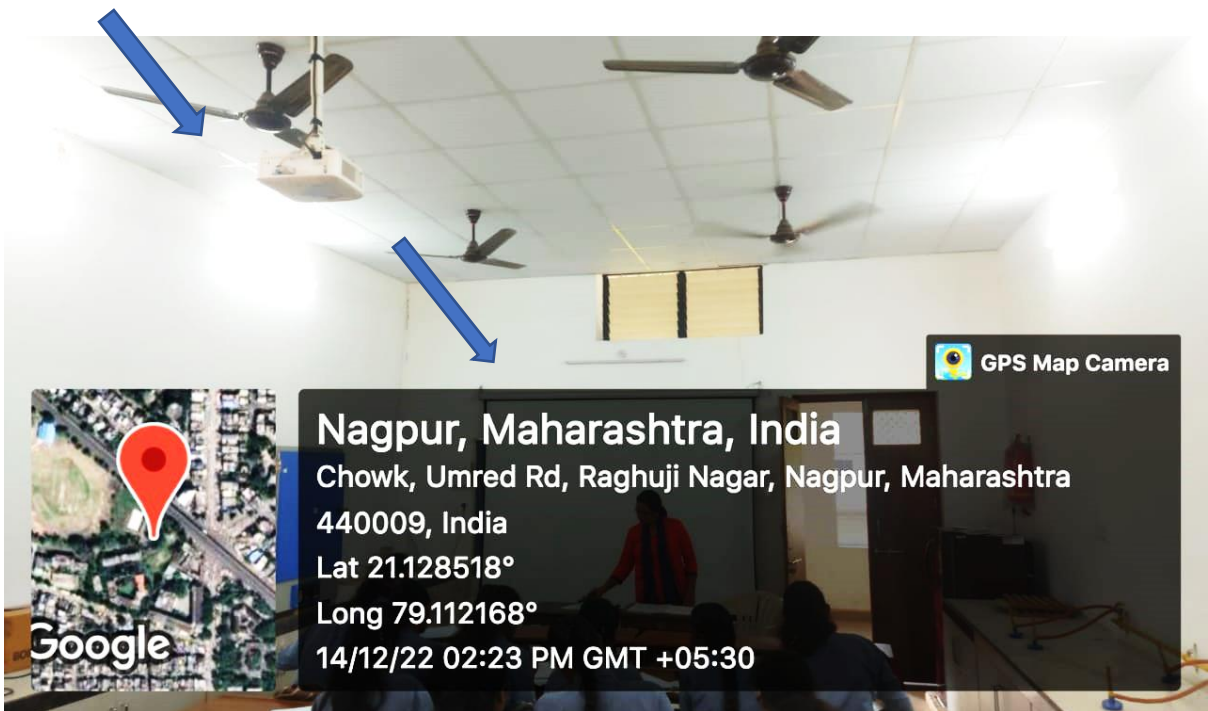 GPS Map Camera
Nagpur, Maharashtra, India
Chowk, Umred Rd, Raghuji Nagar, Nagpur, Maharashtra
440009, India
Lat 21.128518°
Long 79.112168°
14/12/22 02:23 PM GMT +05:30
Google